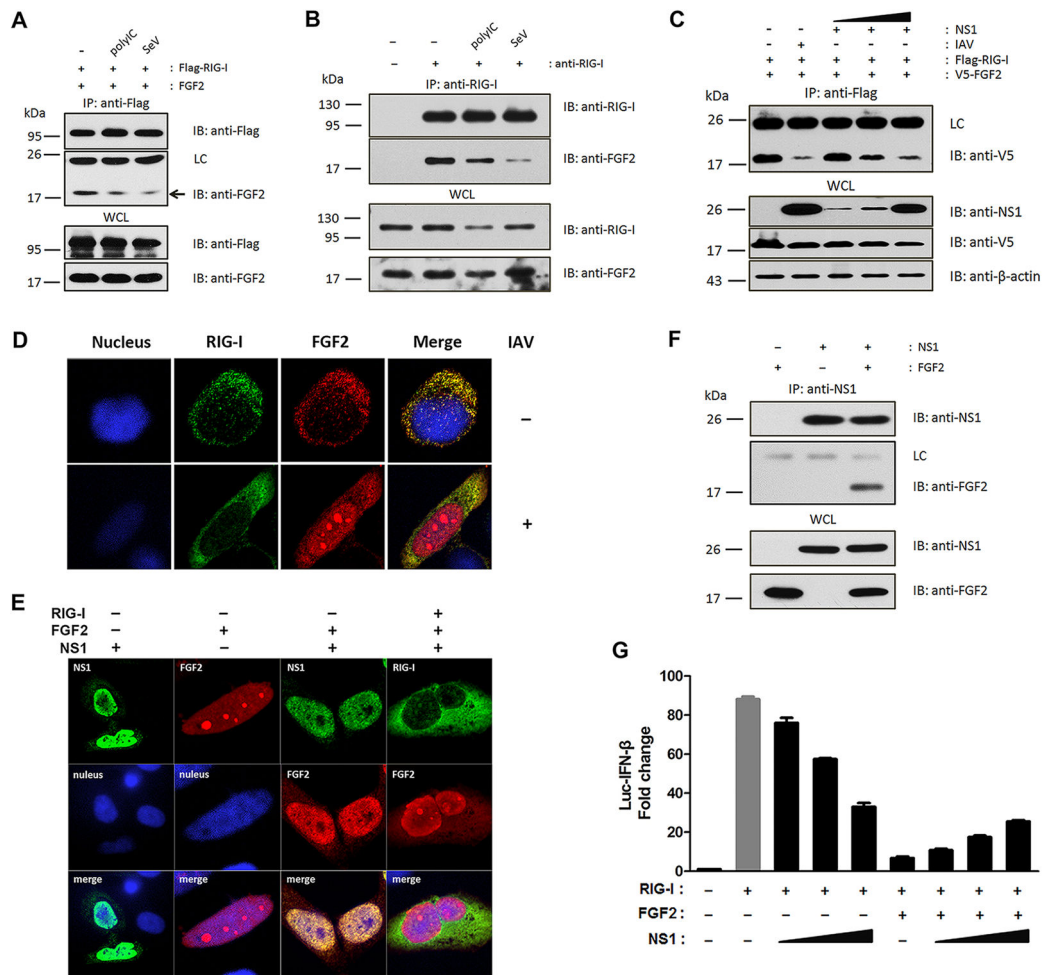 A
– polyIC SeV
+ + + : Flag-RIG-I
+ + + : FGF2
kDa IP: anti-Flag
95 IB: anti-Flag
26 LC
17 IB: anti-FGF2
WCL
95 IB: anti-Flag
17 IB: anti-FGF2
B
– – polyIC SeV
– + + + : anti-RIG-I
kDa IP: anti-RIG-I
130
95 IB: anti-RIG-I
17 IB: anti-FGF2
WCL
130
95 IB: anti-RIG-I
17 IB: anti-FGF2
C
– – + + + : NS1
– + – – – : IAV
+ + + + + : Flag-RIG-I
+ + + + + : V5-FGF2
kDa IP: anti-Flag
26 LC
17 IB: anti-V5
WCL
26 IB: anti-NS1
17 IB: anti-V5
43 IB: anti-β-actin
D
Nucleus RIG-I FGF2 Merge IAV
–
+
E
RIG-I – – – +
FGF2 – + + +
NS1 + – + +
NS1 FGF2 NS1 RIG-I
nuleus nuleus FGF2 FGF2
merge merge merge merge
F
– + + : NS1
+ – + : FGF2
kDa IP: anti-NS1
26 IB: anti-NS1
LC
17 IB: anti-FGF2
WCL
26 IB: anti-NS1
17 IB: anti-FGF2
G
Luc-IFN-β
Fold change
100
80
60
40
20
0
RIG-I : – + + + + + + + +
FGF2 : – – – – – + + + +
NS1 : – – –